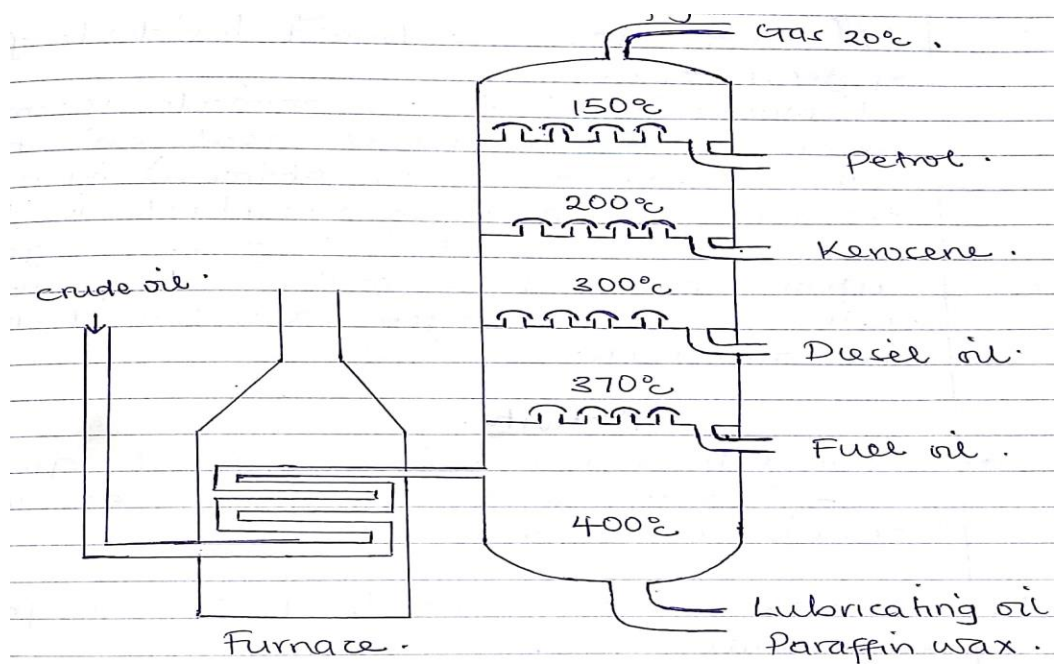 Gas 20°c.
150°c
Petrol.
200°c
Kerocene.
crude oil.
300°c
Diesel oil.
370°c
Fuel oil.
400°c
Lubricating oil
Furnace.
Paraffin wax.